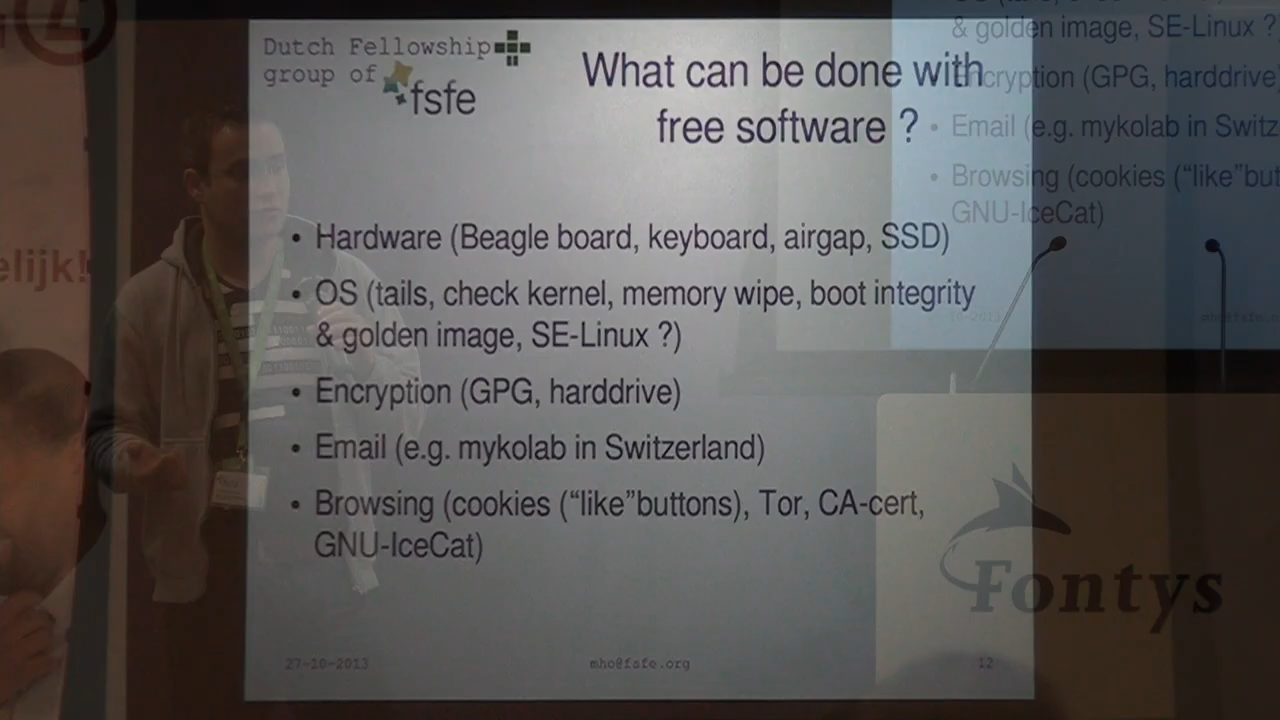 Dutch Fellowship
group of
fsfe
What can be done with
free software ?
• Hardware (Beagle board, keyboard, airgap, SSD)
• OS (tails, check kernel, memory wipe, boot integrity
& golden image, SE-Linux ?)
• Encryption (GPG, harddrive)
• Email (e.g. mykolab in Switzerland)
• Browsing (cookies (“like”buttons), Tor, CA-cert,
GNU-IceCat)
27-10-2013
mho@fsfe.org
12
& golden image, SE-Linux ?
Encryption (GPG, harddrive)
• Email (e.g. mykolab in Switz
• Browsing (cookies (“like”but
GNU-IceCat)
elijk!
Fontys